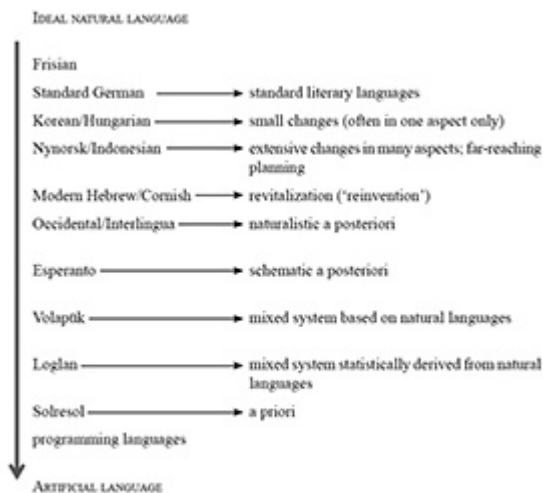 IDEAL NATURAL LANGUAGE
Frisian
Standard German standard literary languages
Korean/Hungarian small changes (often in one aspect only)
Nynorsk/Indonesian extensive changes in many aspects; far-reaching
planning
Modern Hebrew/Cornish revitalization (‘reinvention’)
Occidental/Interlingua naturalistic a posteriori
Esperanto schematic a posteriori
Volapük mixed system based on natural languages
Loglan mixed system statistically derived from natural
languages
Solresol a priori
programming languages
ARTIFICIAL LANGUAGE